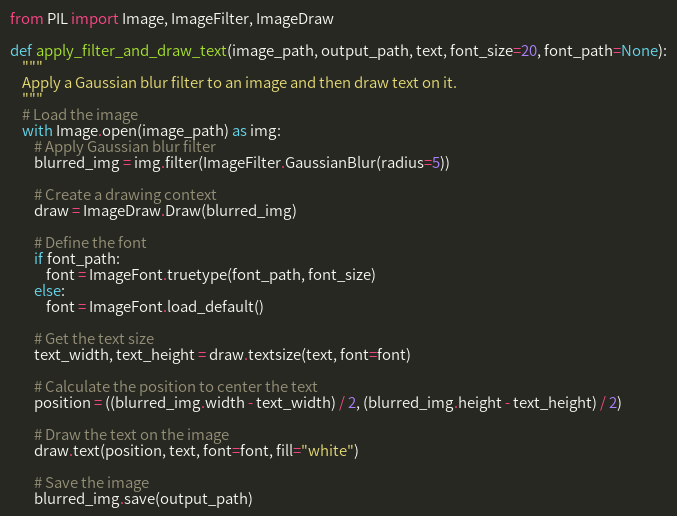 from PIL import Image, ImageFilter, ImageDraw

def apply_filter_and_draw_text(image_path, output_path, text, font_size=20, font_path=None):
    """
    Apply a Gaussian blur filter to an image and then draw text on it.
    """
    # Load the image
    with Image.open(image_path) as img:
        # Apply Gaussian blur filter
        blurred_img = img.filter(ImageFilter.GaussianBlur(radius=5))

        # Create a drawing context
        draw = ImageDraw.Draw(blurred_img)

        # Define the font
        if font_path:
            font = ImageFont.truetype(font_path, font_size)
        else:
            font = ImageFont.load_default()

        # Get the text size
        text_width, text_height = draw.textsize(text, font=font)

        # Calculate the position to center the text
        position = ((blurred_img.width - text_width) / 2, (blurred_img.height - text_height) / 2)

        # Draw the text on the image
        draw.text(position, text, font=font, fill="white")

        # Save the image
        blurred_img.save(output_path)